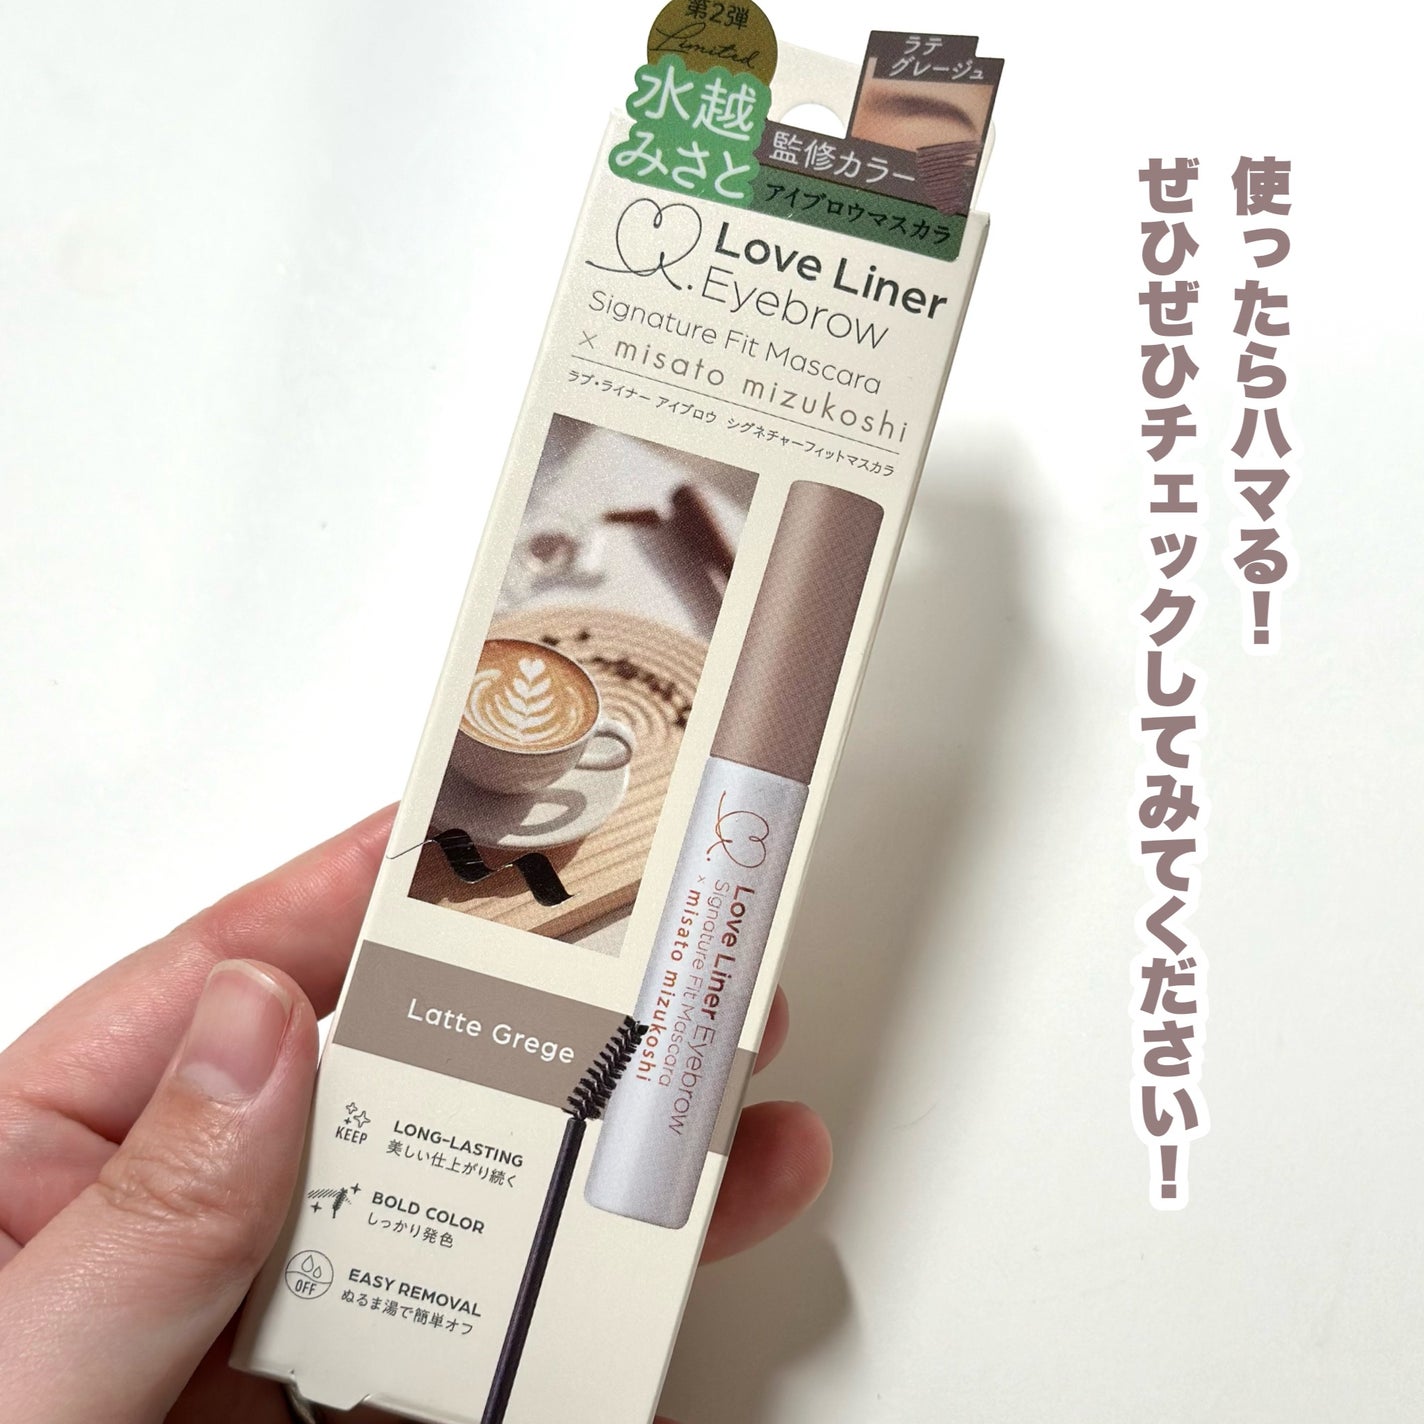 第2弾
Limited
水越
みさと
監修カラー
アイブロウマスカラ
ラテ
グレージュ
Love Liner
Eyebrow
Signature Fit Mascara
× misato mizukoshi
ラブ・ライナー アイブロウ シグネチャーフィットマスカラ
Love Liner Eyebrow
Signature Fit Mascara
× misato mizukoshi
Latte Grege
KEEP
LONG-LASTING
美しい仕上がり続く
BOLD COLOR
しっかり発色
OFF
EASY REMOVAL
ぬるま湯で簡単オフ
使ったらハマる!
ぜひぜひチェックしてみてください!